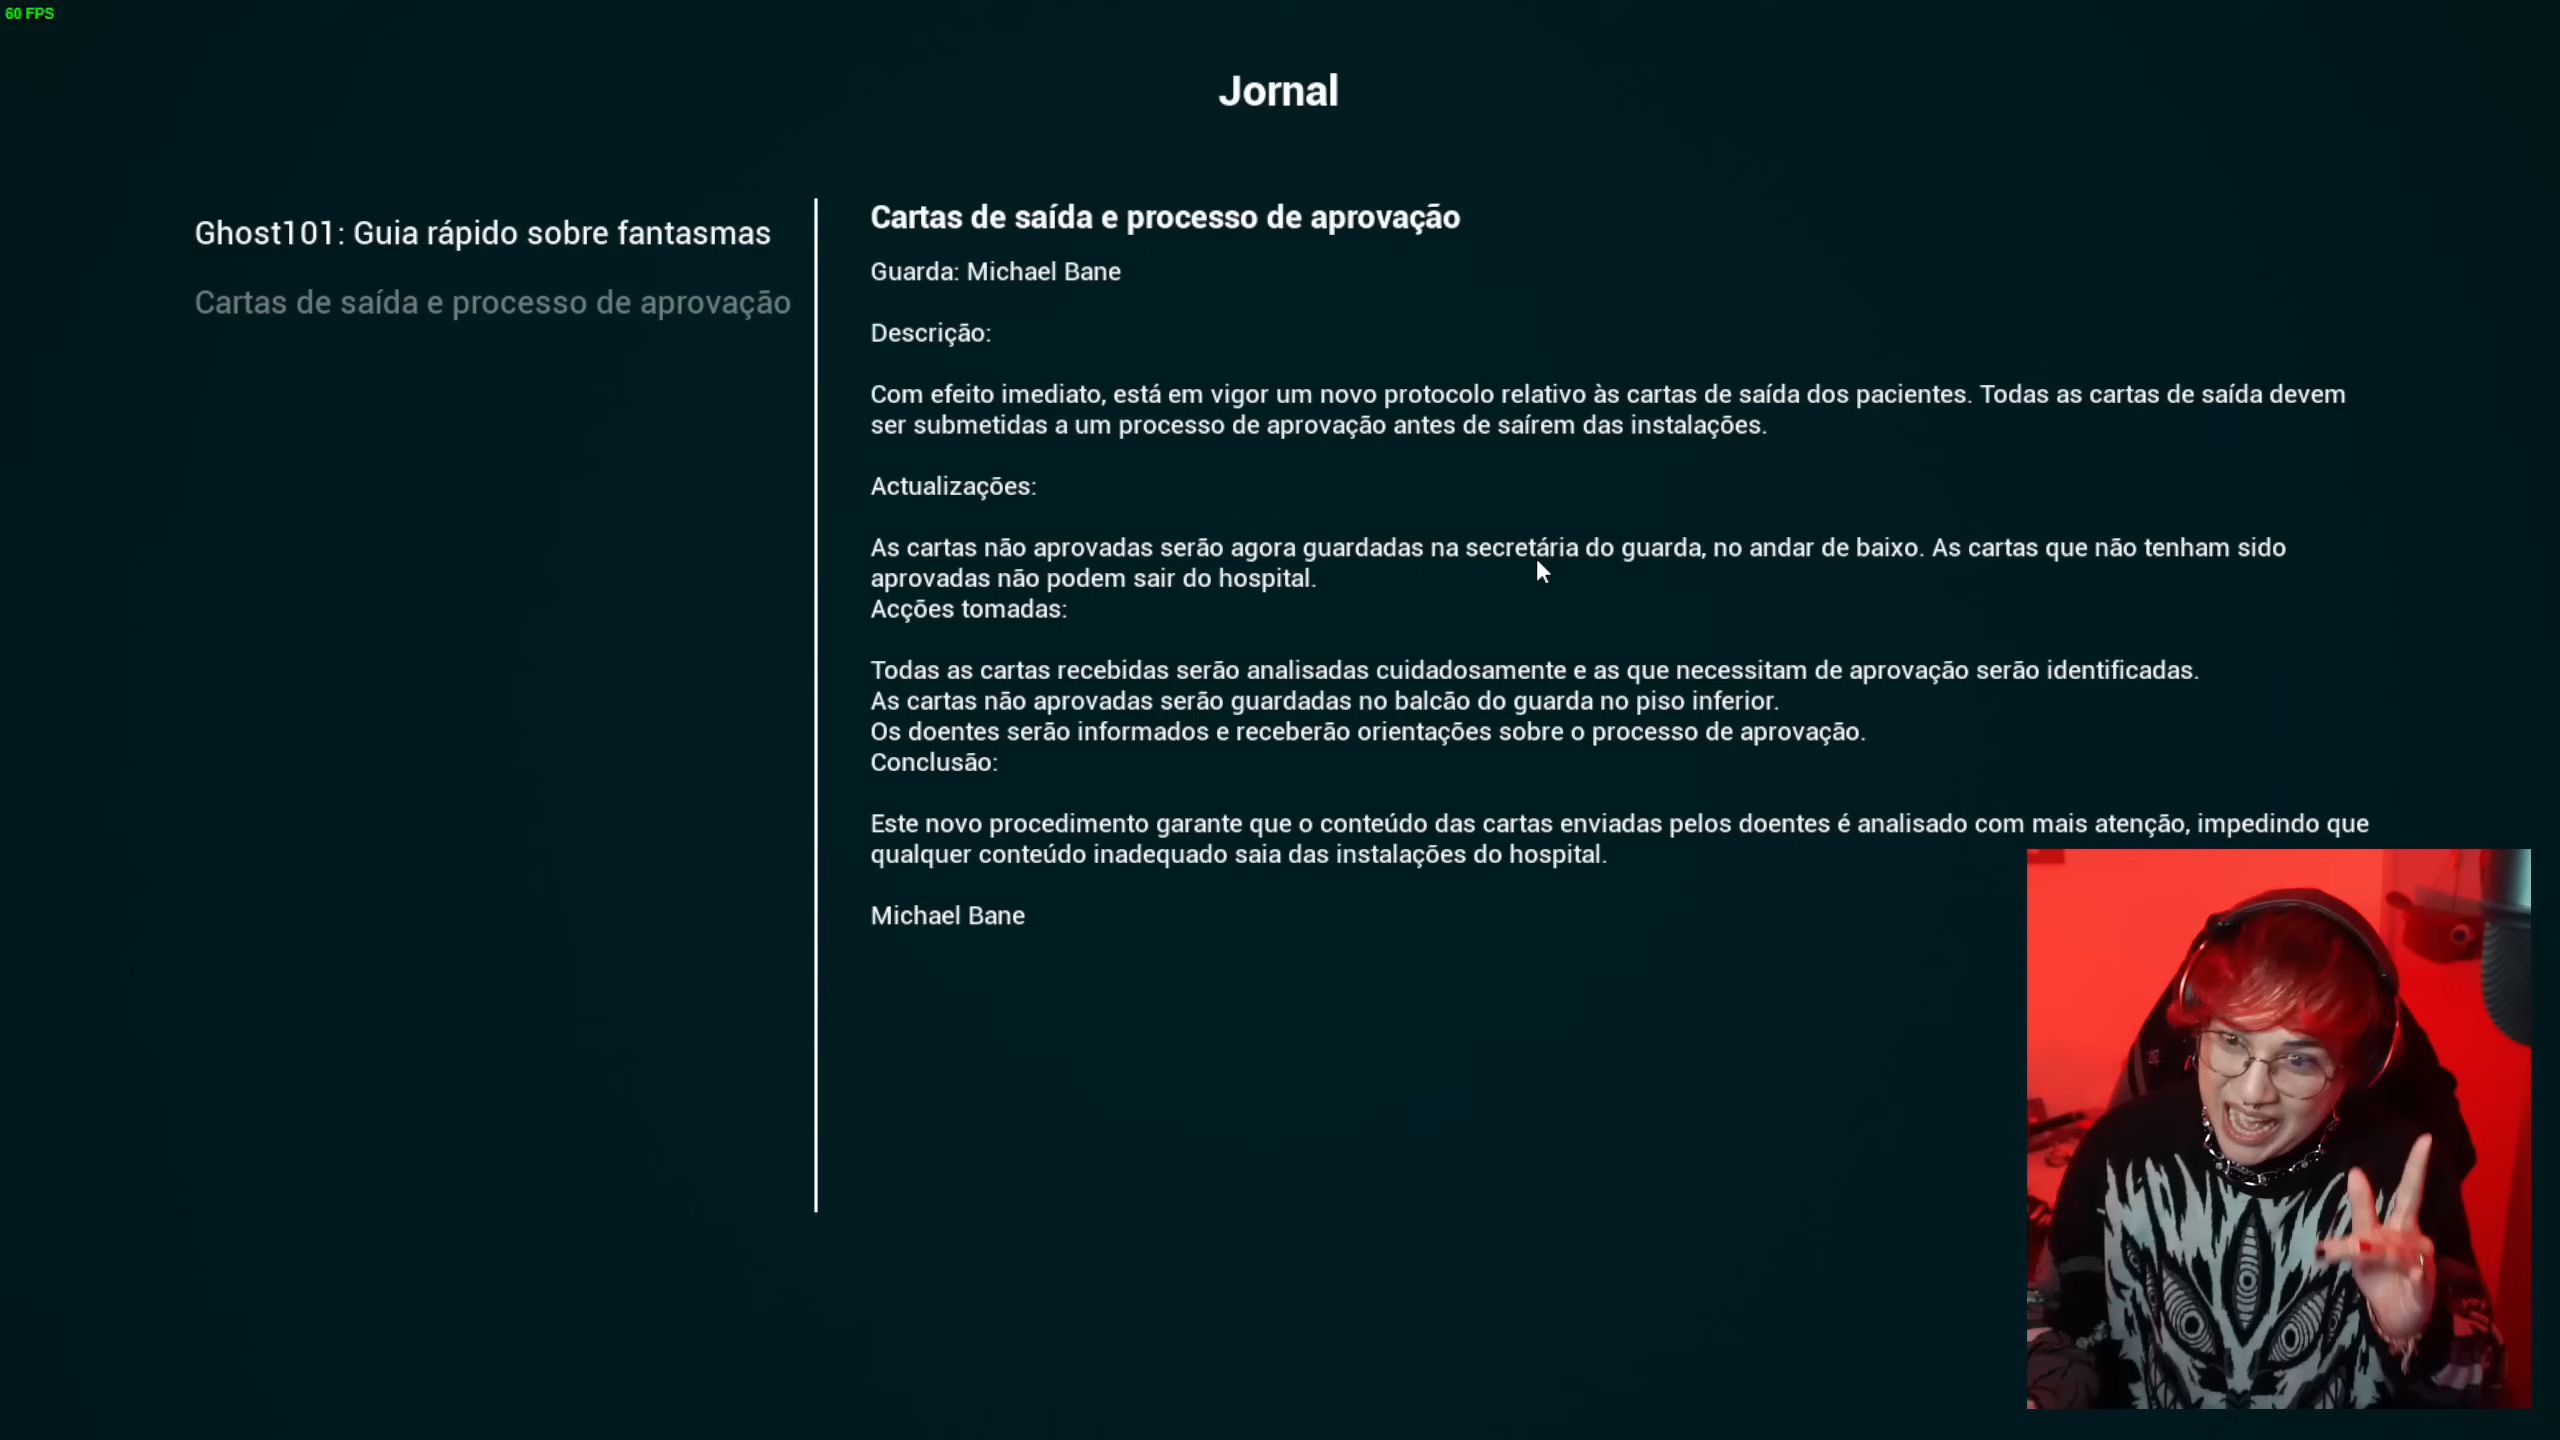 60 FPS
Jornal
Ghost101: Guia rápido sobre fantasmas
Cartas de saída e processo de aprovação
Cartas de saída e processo de aprovação
Guarda: Michael Bane
Descrição:
Com efeito imediato, está em vigor um novo protocolo relativo às cartas de saída dos pacientes. Todas as cartas de saída devem
ser submetidas a um processo de aprovação antes de saírem das instalações.
Actualizações:
As cartas não aprovadas serão agora guardadas na secretária do guarda, no andar de baixo. As cartas que não tenham sido
aprovadas não podem sair do hospital.
Acções tomadas:
Todas as cartas recebidas serão analisadas cuidadosamente e as que necessitam de aprovação serão identificadas.
As cartas não aprovadas serão guardadas no balcão do guarda no piso inferior.
Os doentes serão informados e receberão orientações sobre o processo de aprovação.
Conclusão:
Este novo procedimento garante que o conteúdo das cartas enviadas pelos doentes é analisado com mais atenção, impedindo que
qualquer conteúdo inadequado saia das instalações do hospital.
Michael Bane